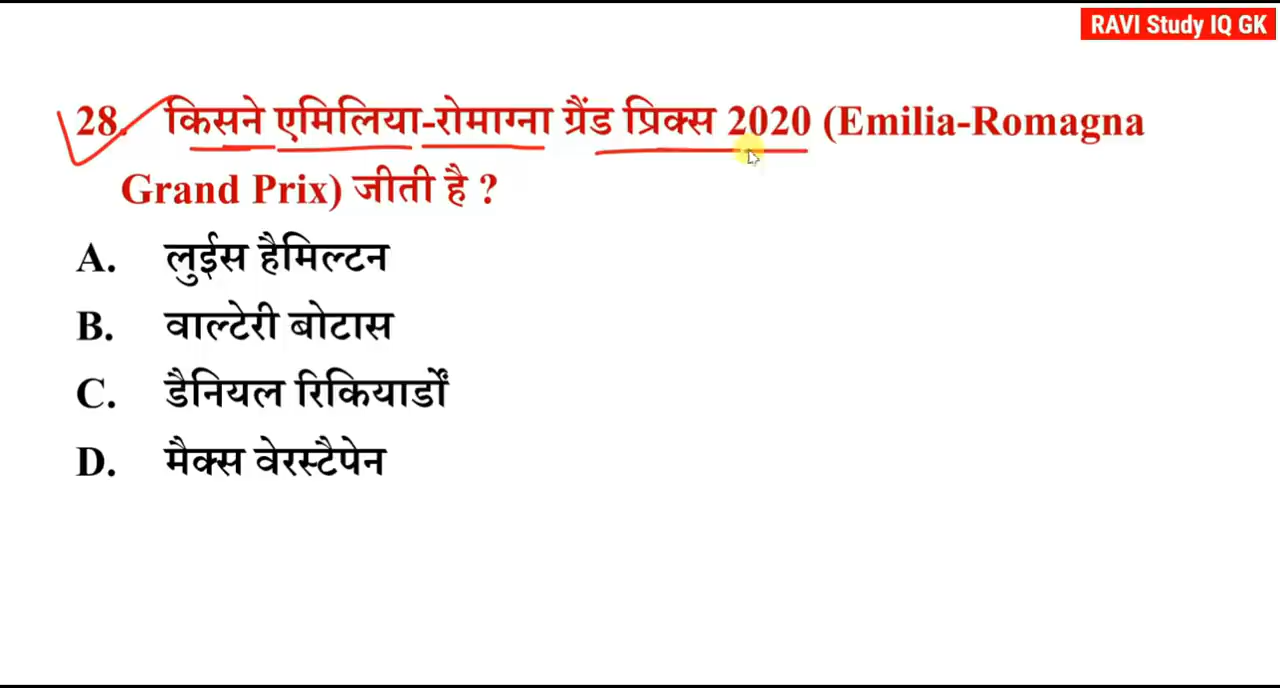 RAVI Study IQ GK
28. किसने एमिलिया-रोमाग्ना ग्रैंड प्रिक्स 2020 (Emilia-Romagna
Grand Prix) जीती है ?
A. लुईस हैमिल्टन
B. वाल्टेरी बोटास
C. डैनियल रिकियार्डों
D. मैक्स वेरस्टैपेन